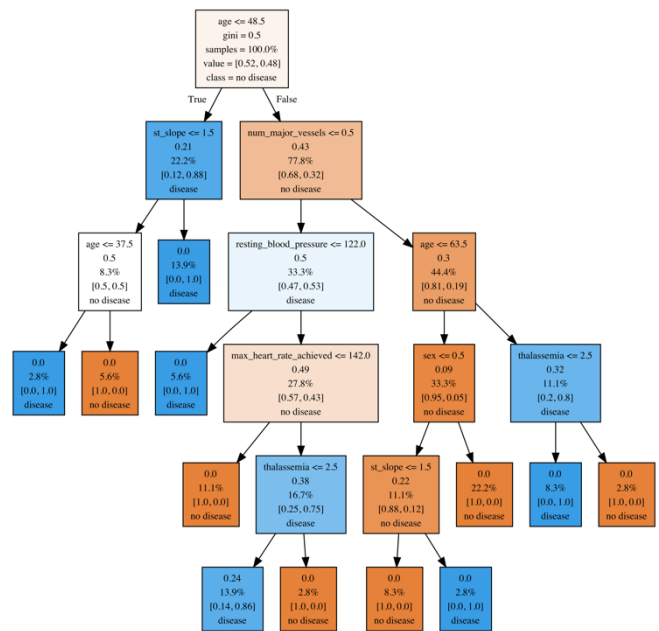 age <= 48.5
gini = 0.5
samples = 100.0%
value = [0.52, 0.48]
class = no disease
True
False
st_slope <= 1.5
0.21
22.2%
[0.12, 0.88]
disease
num_major_vessels <= 0.5
0.43
77.8%
[0.68, 0.32]
no disease
age <= 37.5
0.5
8.3%
[0.5, 0.5]
no disease
0.0
13.9%
[0.0, 1.0]
disease
resting_blood_pressure <= 122.0
0.5
33.3%
[0.47, 0.53]
disease
age <= 63.5
0.3
44.4%
[0.81, 0.19]
no disease
0.0
2.8%
[0.0, 1.0]
disease
0.0
5.6%
[1.0, 0.0]
no disease
0.0
5.6%
[0.0, 1.0]
disease
max_heart_rate_achieved <= 142.0
0.49
27.8%
[0.57, 0.43]
no disease
sex <= 0.5
0.09
33.3%
[0.95, 0.05]
no disease
thalassemia <= 2.5
0.32
11.1%
[0.2, 0.8]
disease
0.0
11.1%
[1.0, 0.0]
no disease
thalassemia <= 2.5
0.38
16.7%
[0.25, 0.75]
disease
st_slope <= 1.5
0.22
11.1%
[0.88, 0.12]
no disease
0.0
22.2%
[1.0, 0.0]
no disease
0.0
8.3%
[0.0, 1.0]
disease
0.0
2.8%
[1.0, 0.0]
no disease
0.24
13.9%
[0.14, 0.86]
disease
0.0
2.8%
[1.0, 0.0]
no disease
0.0
8.3%
[1.0, 0.0]
no disease
0.0
2.8%
[0.0, 1.0]
disease